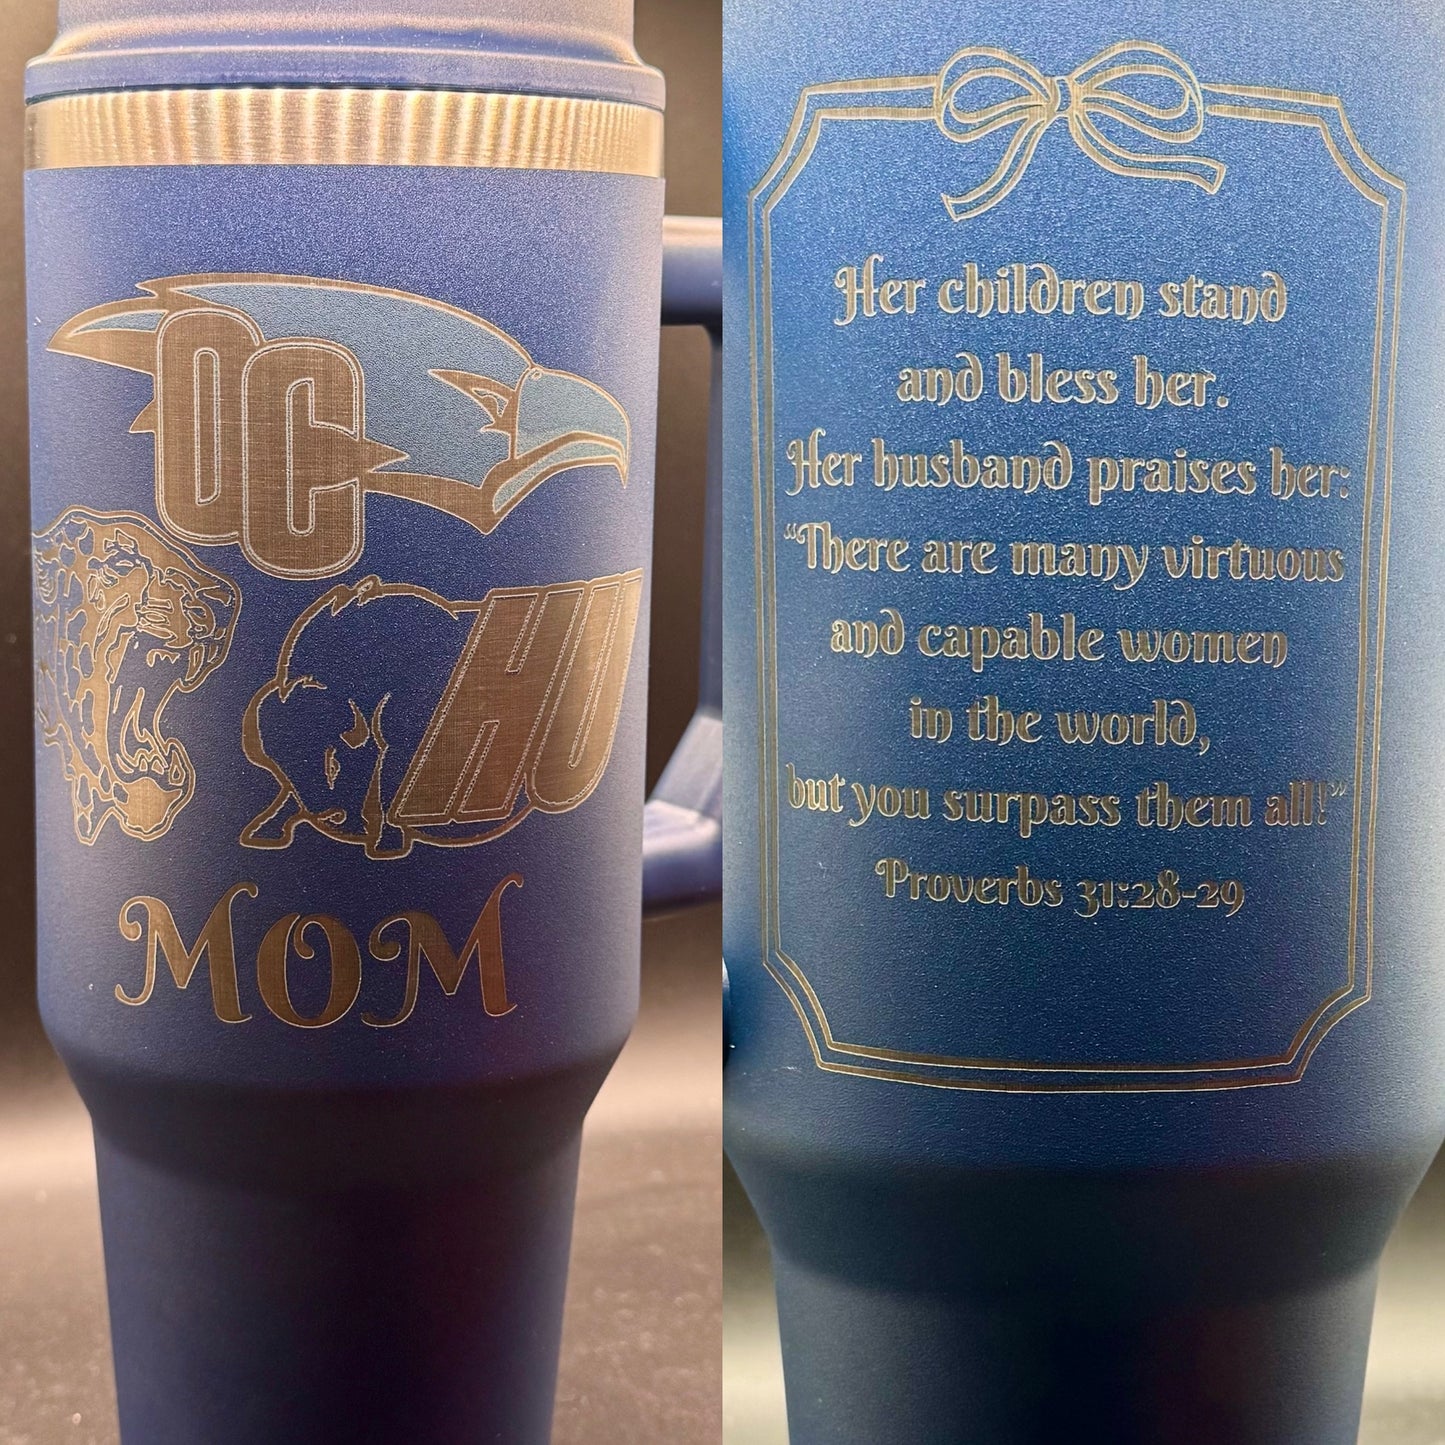 OC
HU
MOM
Her children stand
and bless her.
Her husband praises her:
“There are many virtuous
and capable women
in the world,
but you surpass them all!”
Proverbs 31:28-29